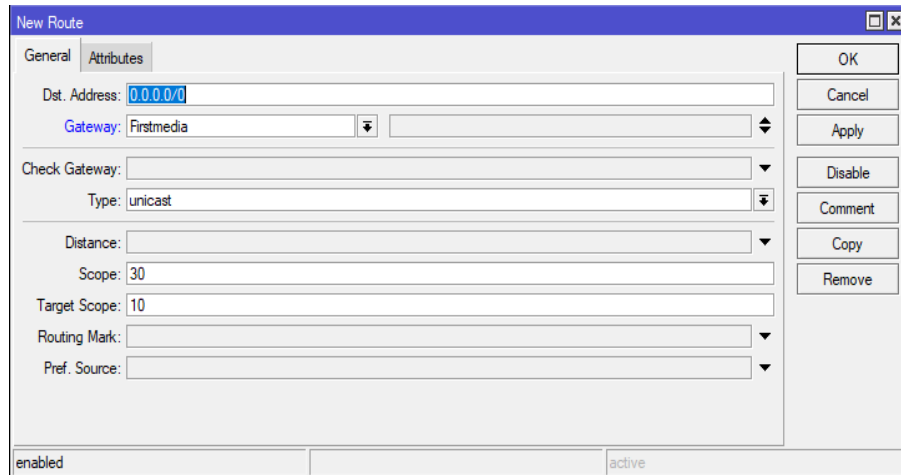 New Route
General Attributes
Dst. Address: 0.0.0.0/0
Gateway: Firstmedia
Check Gateway:
Type: unicast
Distance:
Scope: 30
Target Scope: 10
Routing Mark:
Pref. Source:
OK
Cancel
Apply
Disable
Comment
Copy
Remove
enabled active